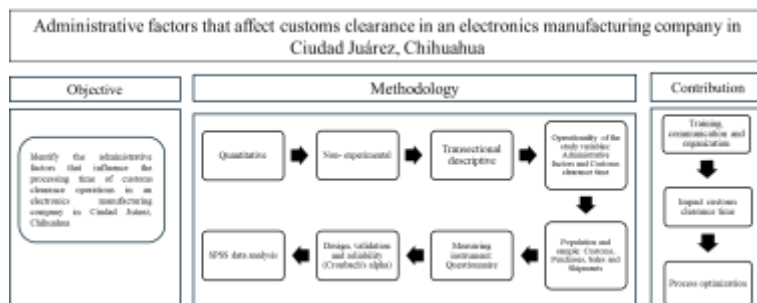 Administrative factors that affect customs clearance in an electronics manufacturing company in
Ciudad Juárez, Chihuahua
Objective
Methodology
Contribution
Identify the administrative
factors that influence the
processing time of customs
clearance operations in an
electronics manufacturing
company in Ciudad Juárez,
Chihuahua
Quantitative
Non- experimental
Transectional
descriptive
Operationality of the
study variables:
Administrative
Factors and Customs
clearance time
Population and
sample: Customs,
Purchases, Sales and
Shipments
Measuring
instrument
Questionnaire
Design, validation
and reliability
(Cronbach's alpha)
SPSS data analysis
Training,
communication and
organization
Impact customs
clearance time
Process optimization